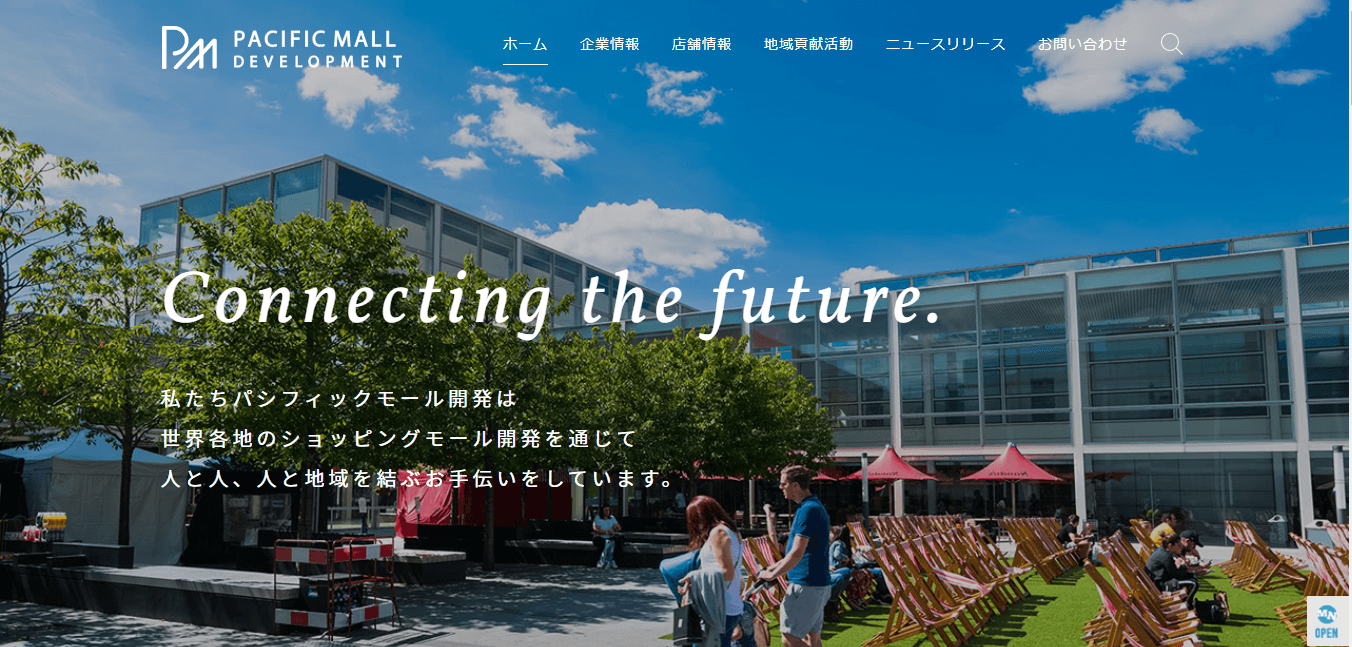 PM
PACIFIC MALL
DEVELOPMENT
ホーム 企業情報 店舗情報 地域貢献活動 ニュースリリース お問い合わせ
Connecting the future.
私たちパシフィックモール開発は
世界各地のショッピングモール開発を通じて
人と人、人と地域を結ぶお手伝いをしています。
OPEN